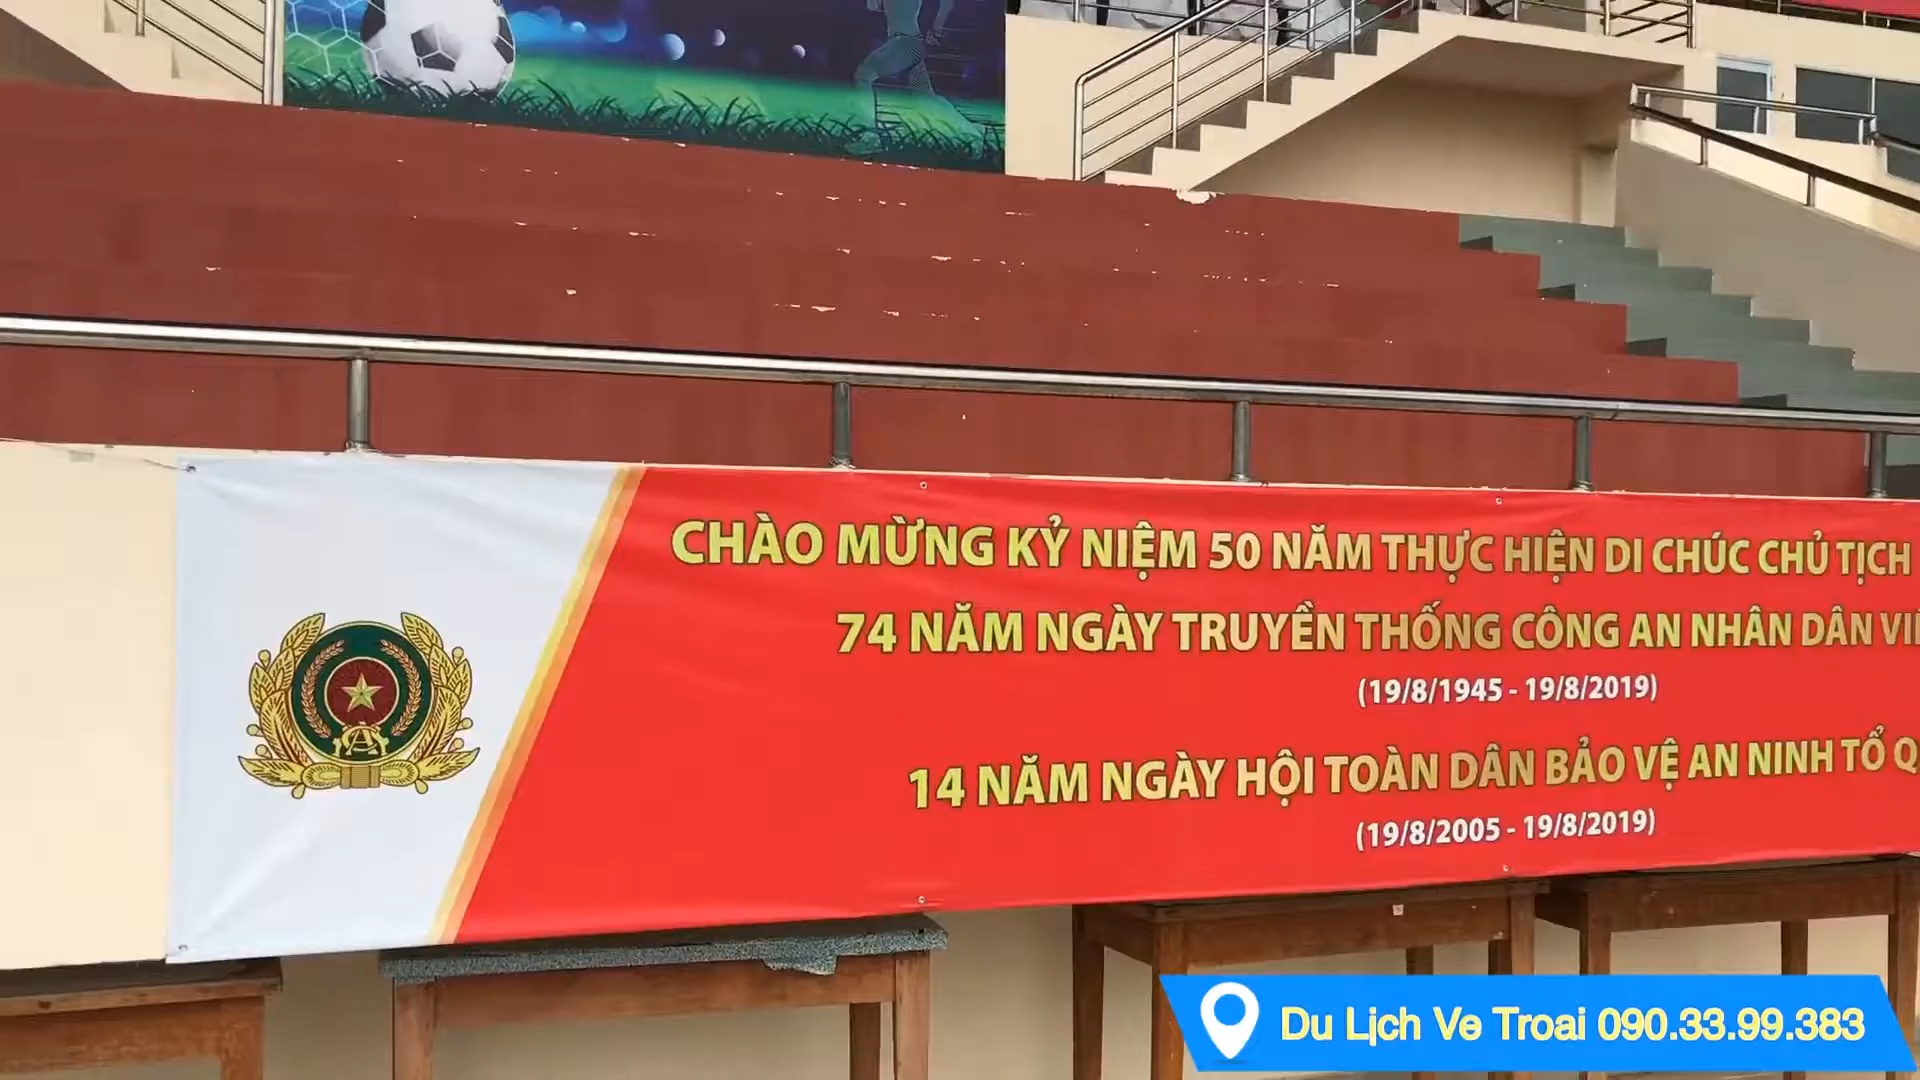 CHÀO MỪNG KỶ NIỆM 50 NĂM THỰC HIỆN DI CHÚC CHỦ TỊCH
74 NĂM NGÀY TRUYỀN THỐNG CÔNG AN NHÂN DÂN
(19/8/1945 - 19/8/2019)
14 NĂM NGÀY HỘI TOÀN DÂN BẢO VỆ AN NINH TỔ
(19/8/2005 - 19/8/2019)
Du Lịch Ve Troai 090.33.99.383